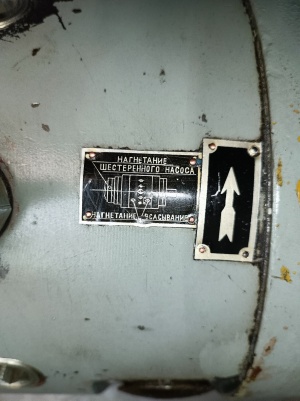 НАГНЕТАНИЕ
ШЕСТЕРЕННОГО НАСОСА
НАГНЕТАНИЕ ВСАСЫВАНИЕ